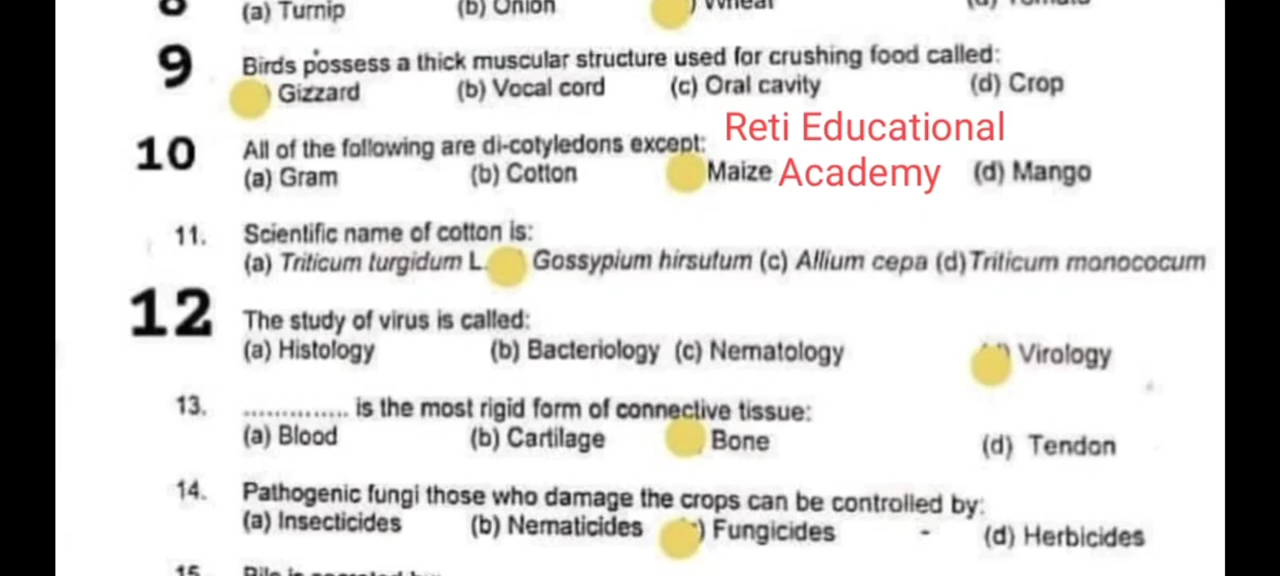 8 (a) Turnip (b) Onion ) Wheat
9 Birds possess a thick muscular structure used for crushing food called:
) Gizzard (b) Vocal cord (c) Oral cavity (d) Crop
Reti Educational
10 All of the following are di-cotyledons except:
(a) Gram (b) Cotton Maize Academy (d) Mango
11. Scientific name of cotton is:
(a) Triticum turgidum L. Gossypium hirsutum (c) Allium cepa (d) Triticum monococum
12 The study of virus is called:
(a) Histology (b) Bacteriology (c) Nematology ) Virology
13. .............. is the most rigid form of connective tissue:
(a) Blood (b) Cartilage Bone (d) Tendon
14. Pathogenic fungi those who damage the crops can be controlled by:
(a) Insecticides (b) Nematicides ) Fungicides - (d) Herbicides
15